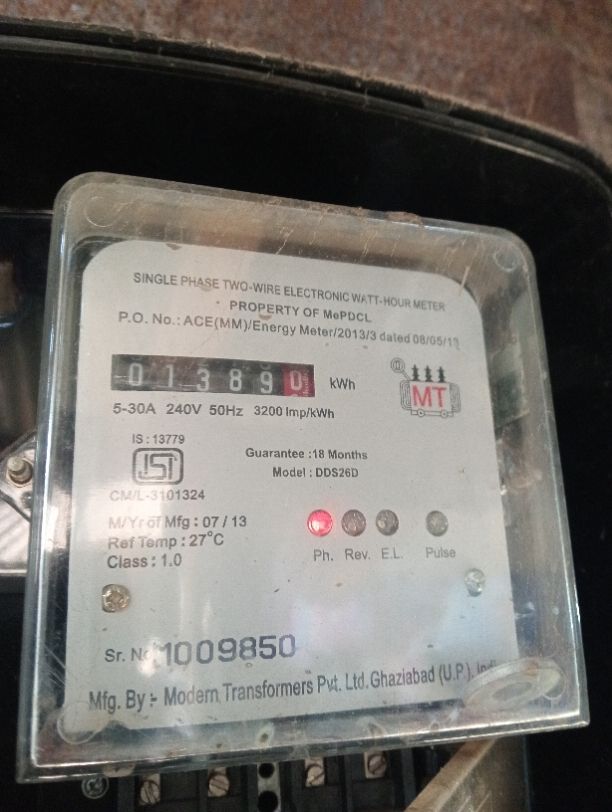 SINGLE PHASE TWO-WIRE ELECTRONIC WATT-HOUR METER
PROPERTY OF MePDCL
P.O. No.: ACE(MM)/Energy Meter/2013/3 dated 08/05/13
013890 kWh
MT
5-30A 240V 50Hz 3200 Imp/kWh
IS : 13779
Guarantee :18 Months
Model : DDS26D
CM/L-3101324
M/Yr of Mfg : 07 / 13
Ref Temp : 27°C
Class : 1.0
Ph. Rev. E.L. Pulse
Sr. No 1009850
Mfg. By :- Modern Transformers Pvt. Ltd. Ghaziabad (U.P.).